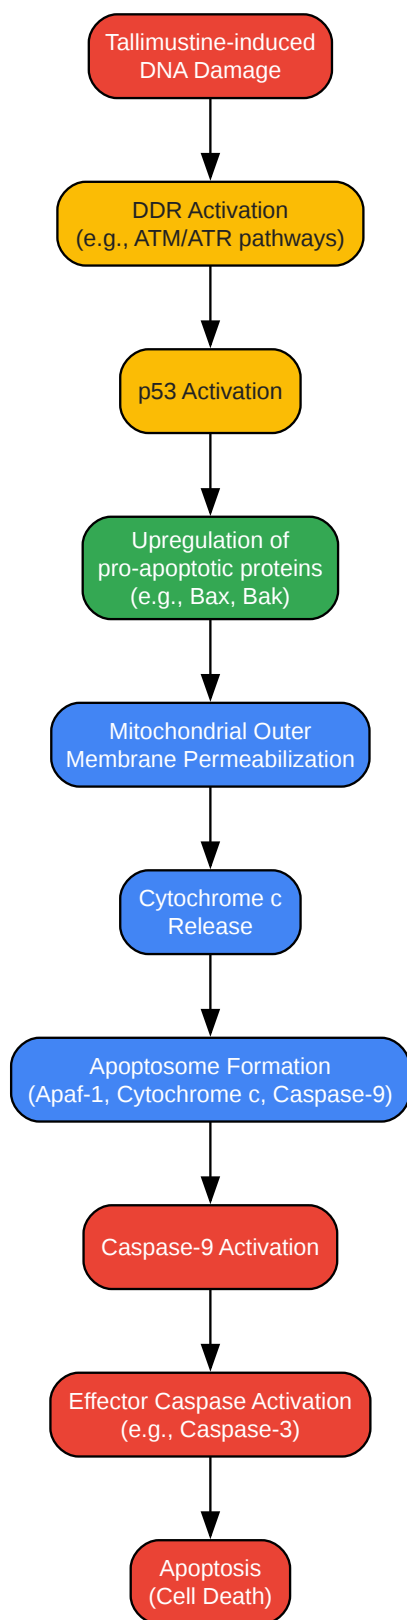 Tallimustine-induced
DNA Damage
DDR Activation
(e.g., ATM/ATR pathways)
p53 Activation
Upregulation of
pro-apoptotic proteins
(e.g., Bax, Bak)
Mitochondrial Outer
Membrane Permeabilization
Cytochrome c
Release
Apoptosome Formation
(Apaf-1, Cytochrome c, Caspase-9)
Caspase-9 Activation
Effector Caspase Activation
(e.g., Caspase-3)
Apoptosis
(Cell Death)